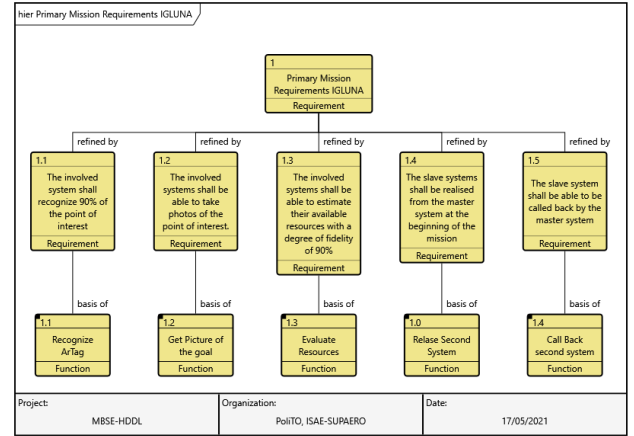 hier Primary Mission Requirements IGLUNA
1
Primary Mission
Requirements IGLUNA
Requirement
refined by
refined by
refined by
refined by
refined by
1.1
The involved
system shall
recognize 90% of
the point of
interest
Requirement
1.2
The involved
systems shall be
able to take
photos of the
point of interest.
Requirement
1.3
The involved
systems shall be
able to estimate
their available
resources with a
degree of fidelity
of 90%
Requirement
1.4
The slave systems
shall be realised
from the master
system at the
beginning of the
mission
Requirement
1.5
The slave system
shall be able to be
called back by the
master system
Requirement
basis of
basis of
basis of
basis of
basis of
1.1
Recognize
ArTag
Function
1.2
Get Picture of
the goal
Function
1.3
Evaluate
Resources
Function
1.0
Relase Second
System
Function
1.4
Call Back
second system
Function
Project:
MBSE-HDDL
Organization:
PoliTO, ISAE-SUPAERO
Date:
17/05/2021